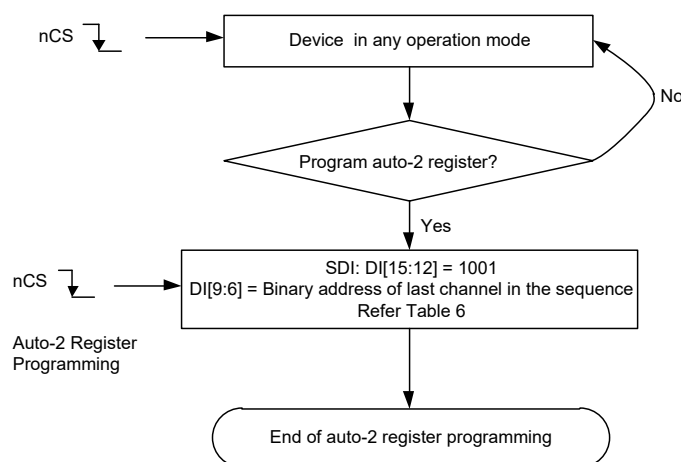 nCS
Device in any operation mode
No
Program auto-2 register?
Yes
nCS
SDI: DI[15:12] = 1001
DI[9:6] = Binary address of last channel in the sequence
Refer Table 6
Auto-2 Register
Programming
End of auto-2 register programming